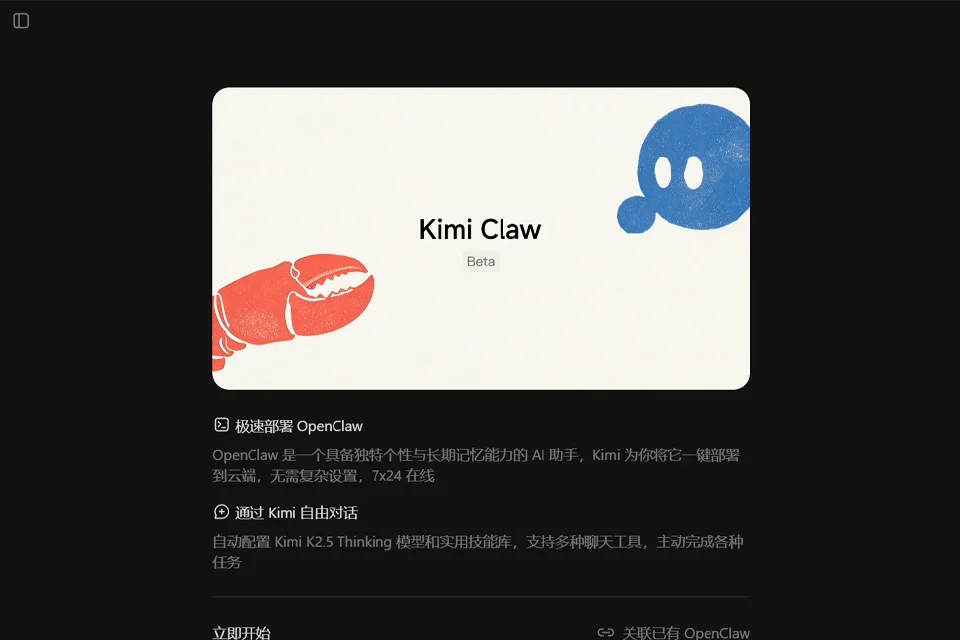 Kimi Claw
Beta
极速部署 OpenClaw
OpenClaw 是一个具备独特个性与长期记忆能力的 AI 助手，Kimi 为你将它一键部署
到云端，无需复杂设置，7x24 在线
通过 Kimi 自由对话
自动配置 Kimi K2.5 Thinking 模型和实用技能库，支持多种聊天工具，主动完成各种
任务
立即开始
关联已有 OpenClaw